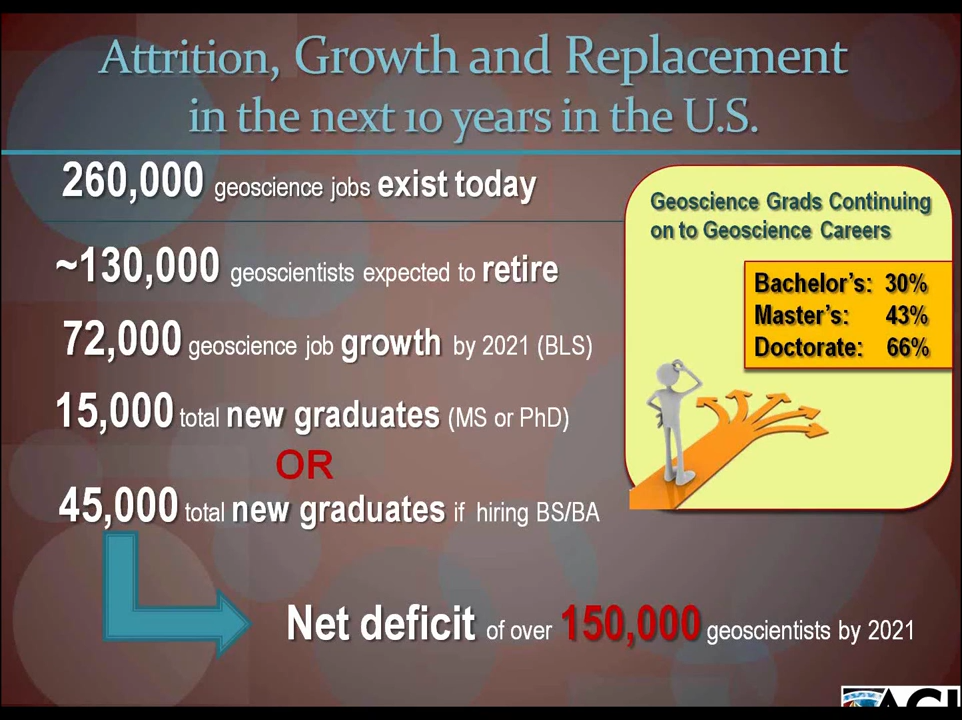 Attrition, Growth and Replacement
in the next 10 years in the U.S.
260,000 geoscience jobs exist today
~130,000 geoscientists expected to retire
72,000 geoscience job growth by 2021 (BLS)
15,000 total new graduates (MS or PhD)
OR
45,000 total new graduates if hiring BS/BA
Net deficit of over 150,000 geoscientists by 2021
Geoscience Grads Continuing
on to Geoscience Careers
Bachelor's: 30%
Master's: 43%
Doctorate: 66%
AGI